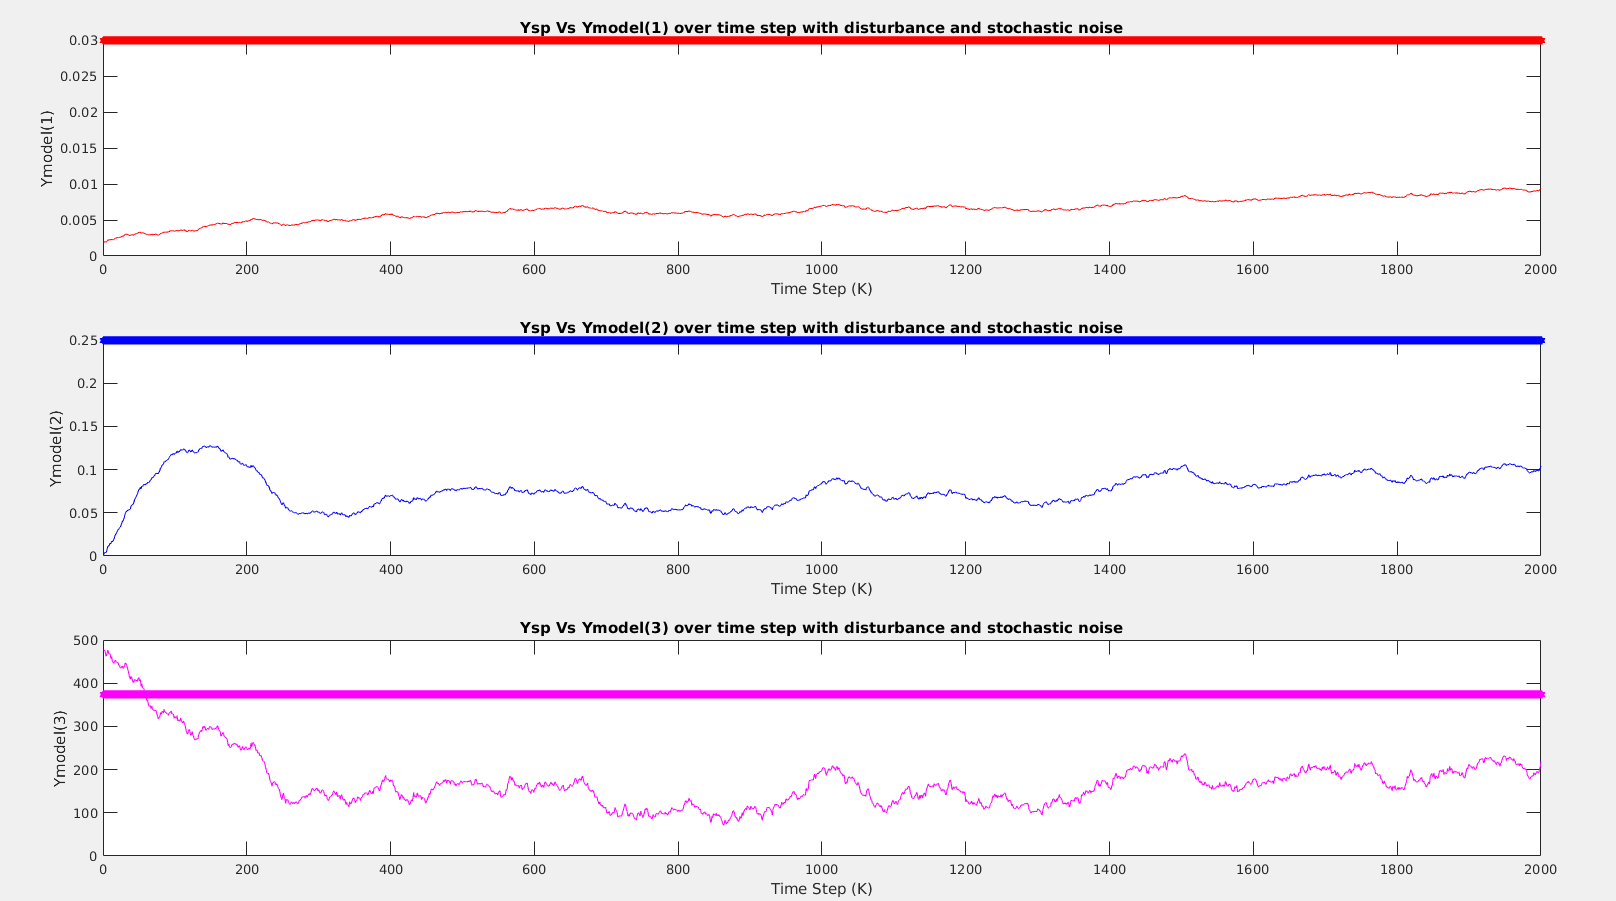 Ysp Vs Ymodel(1) over time step with disturbance and stochastic noise
0.03
0.025
0.02
0.015
0.01
0.005
0
Ymodel(1)
0 200 400 600 800 1000 1200 1400 1600 1800 2000
Time Step (K)
Ysp Vs Ymodel(2) over time step with disturbance and stochastic noise
0.25
0.2
0.15
0.1
0.05
0
Ymodel(2)
0 200 400 600 800 1000 1200 1400 1600 1800 2000
Time Step (K)
Ysp Vs Ymodel(3) over time step with disturbance and stochastic noise
500
400
300
200
100
0
Ymodel(3)
0 200 400 600 800 1000 1200 1400 1600 1800 2000
Time Step (K)